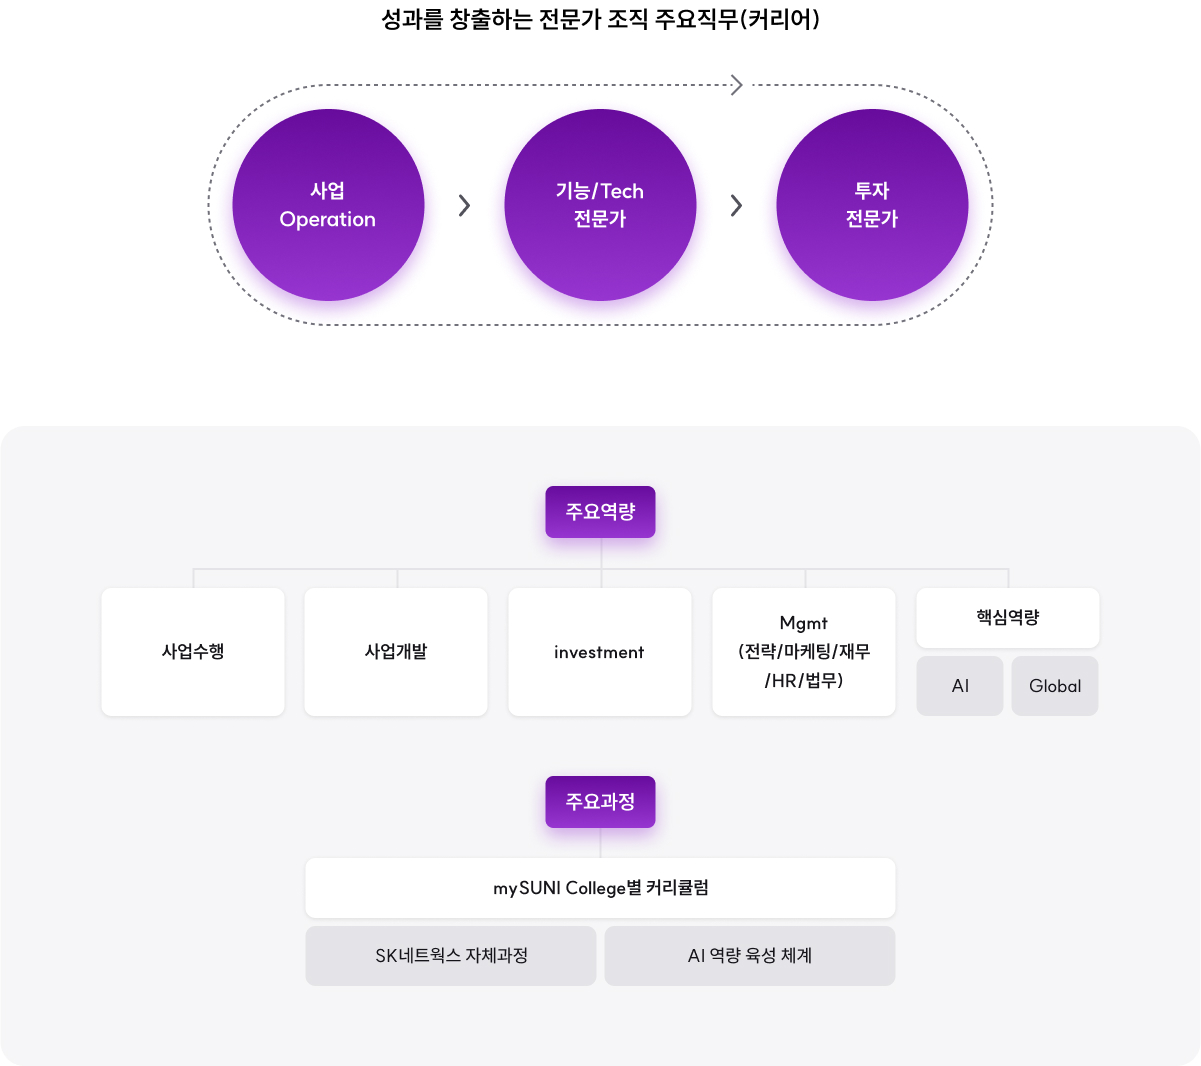 성과를 창출하는 전문가 조직 주요직무(커리어)
사업
Operation
기능/Tech
전문가
투자
전문가
주요역량
사업수행
사업개발
investment
Mgmt
(전략/마케팅/재무
/HR/법무)
핵심역량
AI
Global
주요과정
mySUNI College별 커리큘럼
SK네트웍스 자체과정
AI 역량 육성 체계